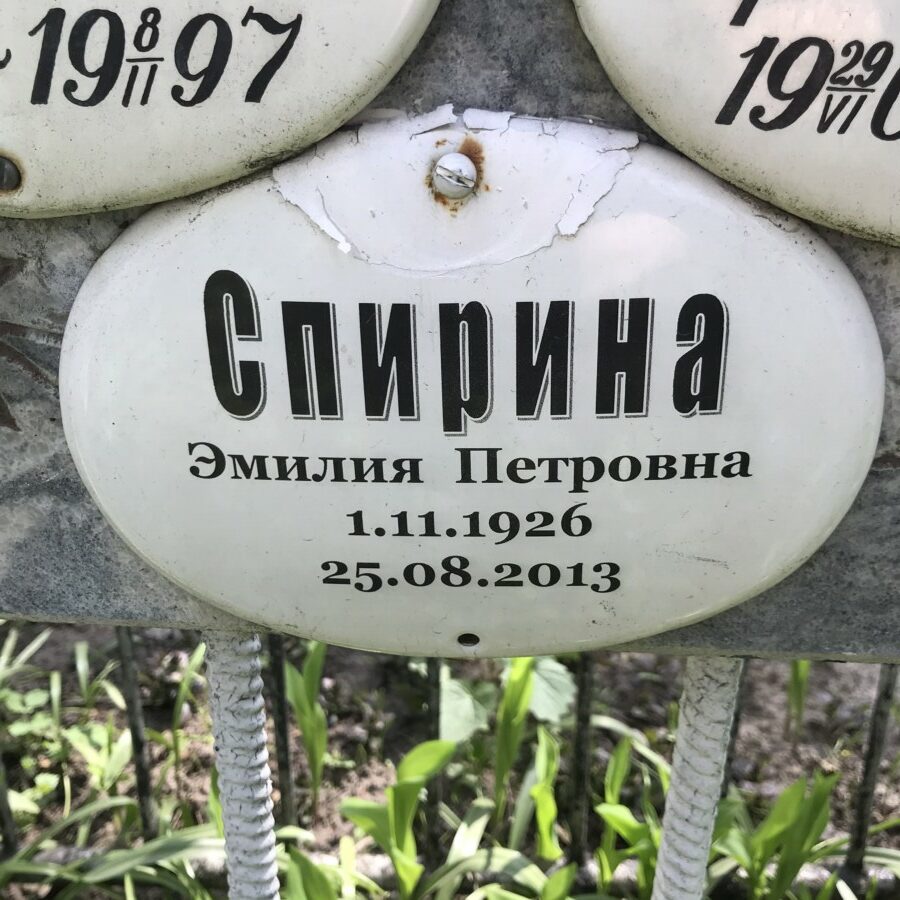 19 8/II 97
19 29/VI
Спирина
Эмилия Петровна
1.11.1926
25.08.2013